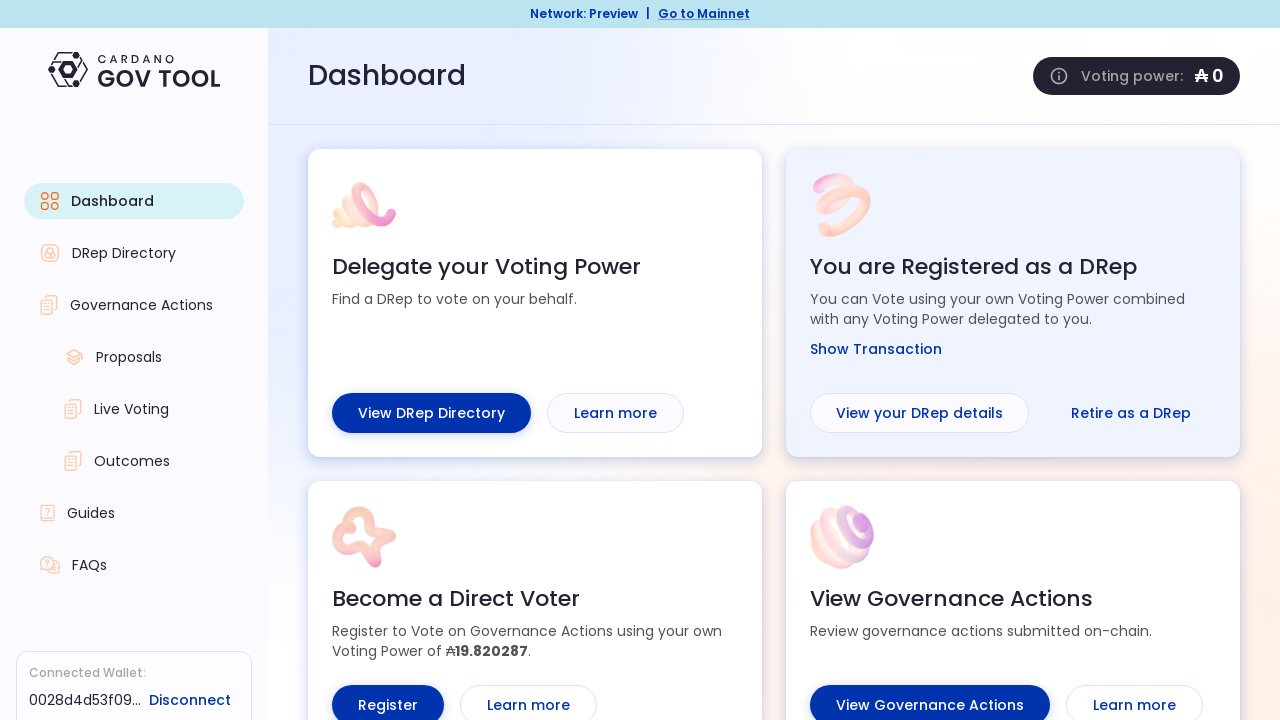 Network: Preview | Go to Mainnet
CARDANO
GOV TOOL
Dashboard
DRep Directory
Governance Actions
Proposals
Live Voting
Outcomes
Guides
FAQs
Connected Wallet:
0028d4d53f09... Disconnect
Dashboard
Voting power: ₳ 0
Delegate your Voting Power
Find a DRep to vote on your behalf.
View DRep Directory Learn more
You are Registered as a DRep
You can Vote using your own Voting Power combined
with any Voting Power delegated to you.
Show Transaction
View your DRep details Retire as a DRep
Become a Direct Voter
Register to Vote on Governance Actions using your own
Voting Power of ₳19.820287.
Register Learn more
View Governance Actions
Review governance actions submitted on-chain.
View Governance Actions Learn more